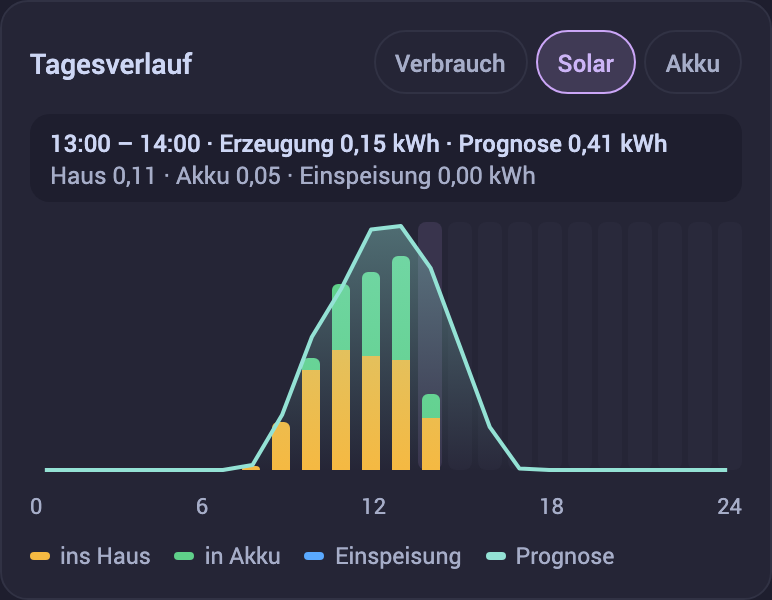 Tagesverlauf
Verbrauch
Solar
Akku
13:00 – 14:00 · Erzeugung 0,15 kWh · Prognose 0,41 kWh
Haus 0,11 · Akku 0,05 · Einspeisung 0,00 kWh
0 6 12 18 24
ins Haus in Akku Einspeisung Prognose